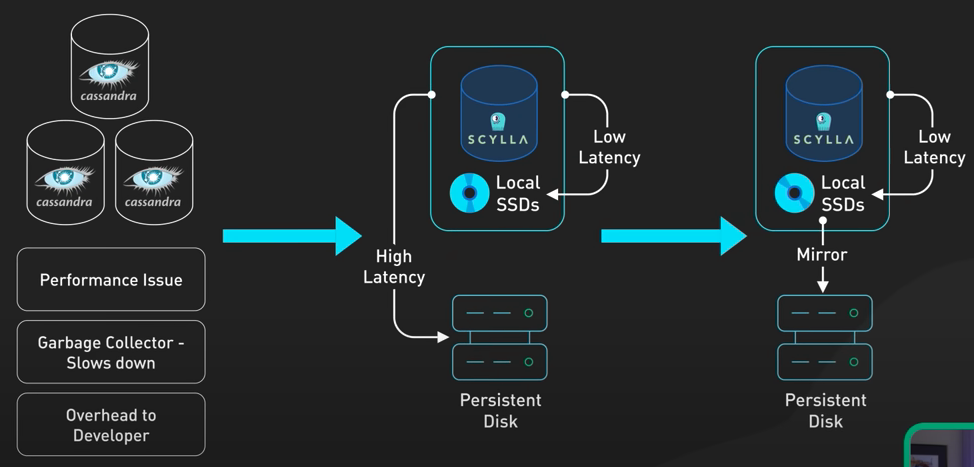 cassandra
cassandra
cassandra
Performance Issue
Garbage Collector -
Slows down
Overhead to
Developer
High
Latency
SCYLLA
Local
SSDs
Low
Latency
Persistent
Disk
SCYLLA
Local
SSDs
Low
Latency
Mirror
Persistent
Disk